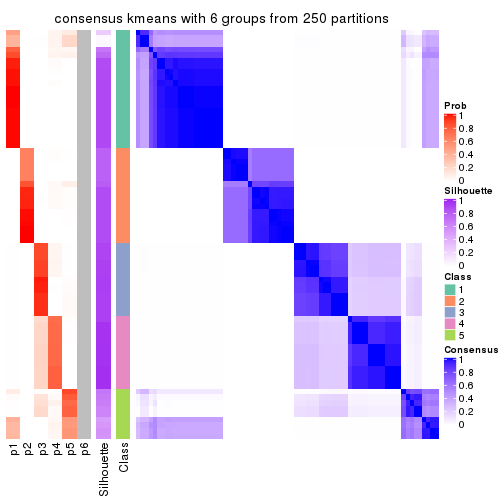 consensus kmeans with 6 groups from 250 partitions
Prob
1
0.8
0.6
0.4
0.2
0
Silhouette
1
0.8
0.6
0.4
0.2
0
Class
1
2
3
4
5
Consensus
1
0.8
0.6
0.4
0.2
0
p1
p2
p3
p4
p5
p6
Silhouette
Class